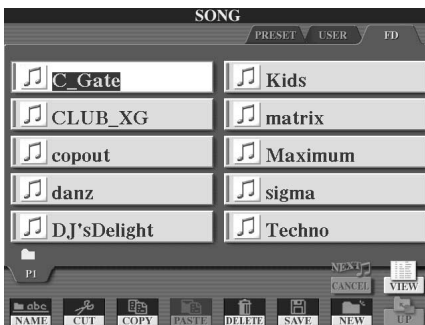 SONG
PRESET USER FD
C_Gate Kids
CLUB_XG matrix
copout Maximum
danz sigma
DJ'sDelight Techno
P1
NEXT
CANCEL VIEW
abc
NAME CUT COPY PASTE DELETE SAVE NEW UP